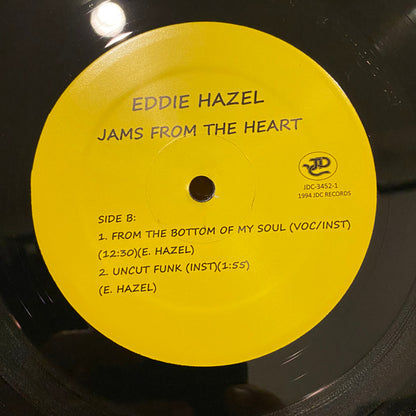 EDDIE HAZEL
JAMS FROM THE HEART
JDC
JDC-3452-1
1994 JDC RECORDS
SIDE B:
1. FROM THE BOTTOM OF MY SOUL (VOC/INST)
(12:30)(E. HAZEL)
2. UNCUT FUNK (INST)(1:55)
(E. HAZEL)